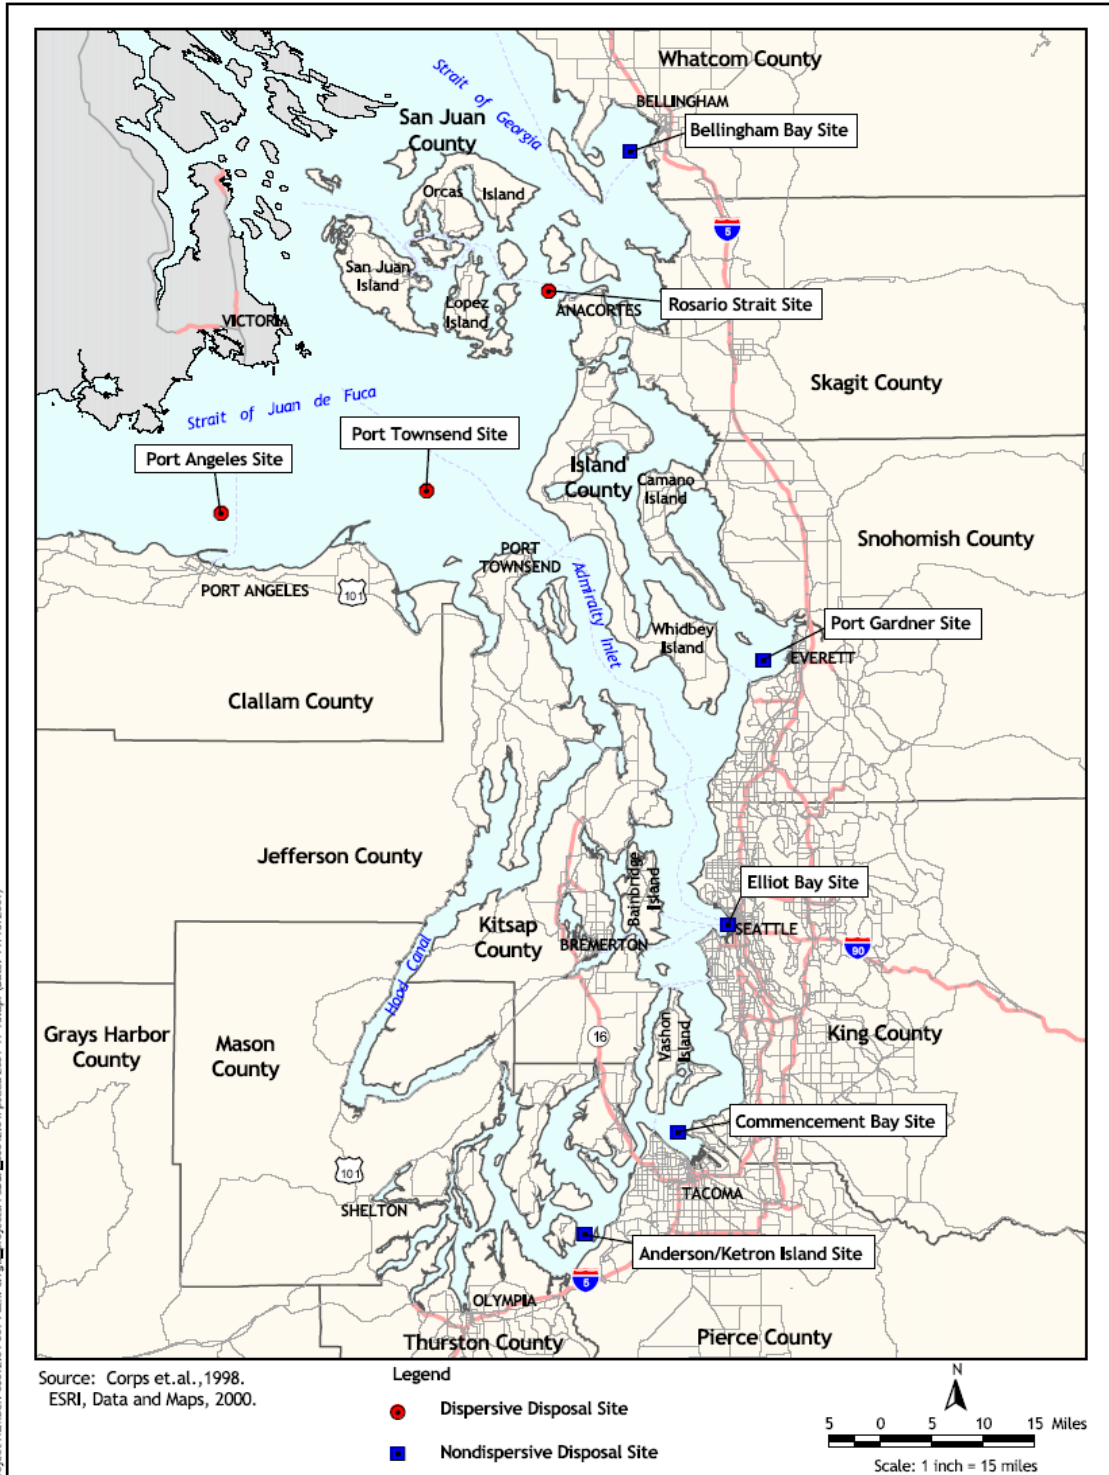 Whatcom County
BELLINGHAM
Bellingham Bay Site
Strait of Georgia
San Juan
County
Orcas Island
5
San Juan
Island
Lopez
Island
Rosario Strait Site
ANACORTES
VICTORIA
Skagit County
Strait of Juan de Fuca
Port Townsend Site
Port Angeles Site
Island
County
Camano
Island
Snohomish County
PORT
TOWNSEND
PORT ANGELES
101
Admiralty Inlet
Whidbey
Island
Port Gardner Site
EVERETT
Clallam County
Jefferson County
Bainbridge
Island
Elliot Bay Site
SEATTLE
Kitsap
County
BREMERTON
90
Hood Canal
Grays Harbor
County
Mason
County
16
Vashon
Island
King County
Commencement Bay Site
101
SHELTON
TACOMA
Anderson/Ketron Island Site
5
OLYMPIA
Thurston County
Pierce County
Source: Corps et.al.,1998.
ESRI, Data and Maps, 2000.
Legend
Dispersive Disposal Site
Nondispersive Disposal Site
N
5 0 5 10 15 Miles
Scale: 1 inch = 15 miles